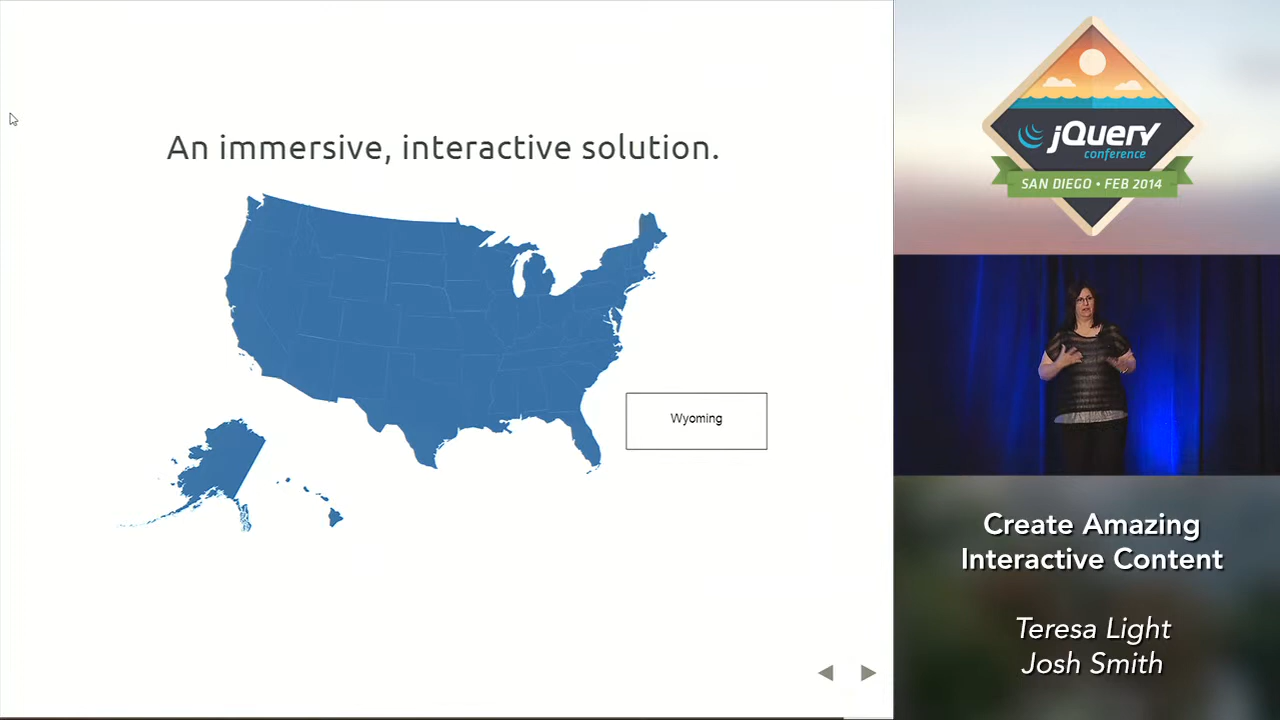 An immersive, interactive solution.
Wyoming
jQuery
conference
SAN DIEGO • FEB 2014
Create Amazing
Interactive Content
Teresa Light
Josh Smith